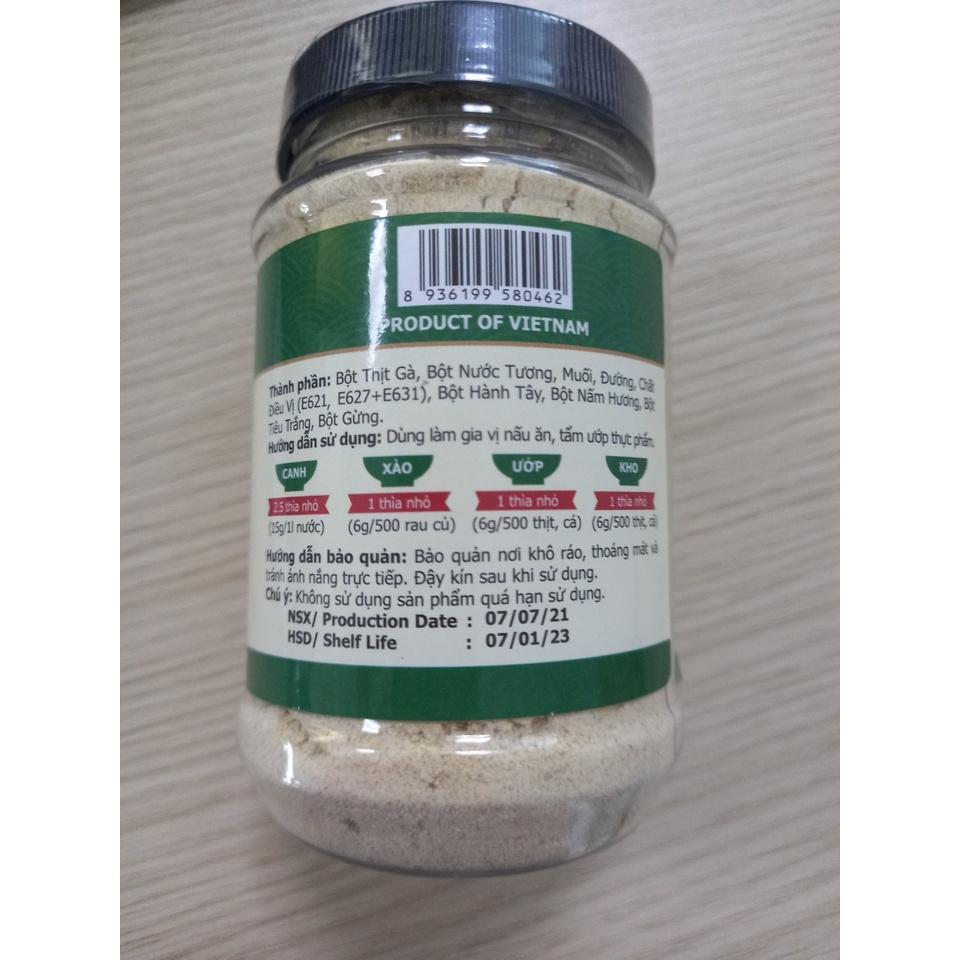 8 936199 580462
PRODUCT OF VIETNAM
Thành phần: Bột Thịt Gà, Bột Nước Tương, Muối, Đường, Chất
Điều Vị (E621, E627+E631), Bột Hành Tây, Bột Nấm Hương, Bột
Tiêu Trắng, Bột Gừng.
Hướng dẫn sử dụng: Dùng làm gia vị nấu ăn, tẩm ướp thực phẩm.
CANH XÀO ƯỚP KHO
2.5 thìa nhỏ 1 thìa nhỏ 1 thìa nhỏ 1 thìa nhỏ
(15g/1l nước) (6g/500 rau củ) (6g/500 thịt, cá) (6g/500 thịt, cá)
Hướng dẫn bảo quản: Bảo quản nơi khô ráo, thoáng mát và
tránh ánh nắng trực tiếp. Đậy kín sau khi sử dụng.
Chú ý: Không sử dụng sản phẩm quá hạn sử dụng.
NSX/ Production Date : 07/07/21
HSD/ Shelf Life : 07/01/23